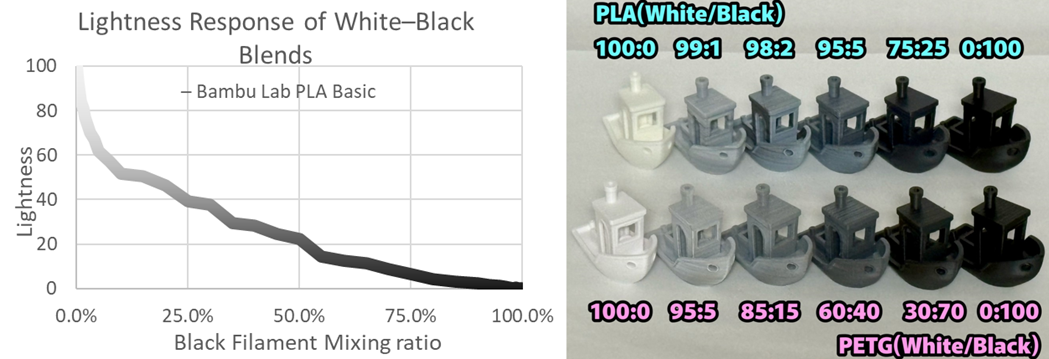 Lightness Response of White–Black
Blends
100
80
60
40
20
0
Lightness
– Bambu Lab PLA Basic
0.0%
25.0%
50.0%
75.0%
100.0%
Black Filament Mixing ratio
PLA(White/Black)
100:0 99:1 98:2 95:5 75:25 0:100
100:0 95:5 85:15 60:40 30:70 0:100
PETG(White/Black)